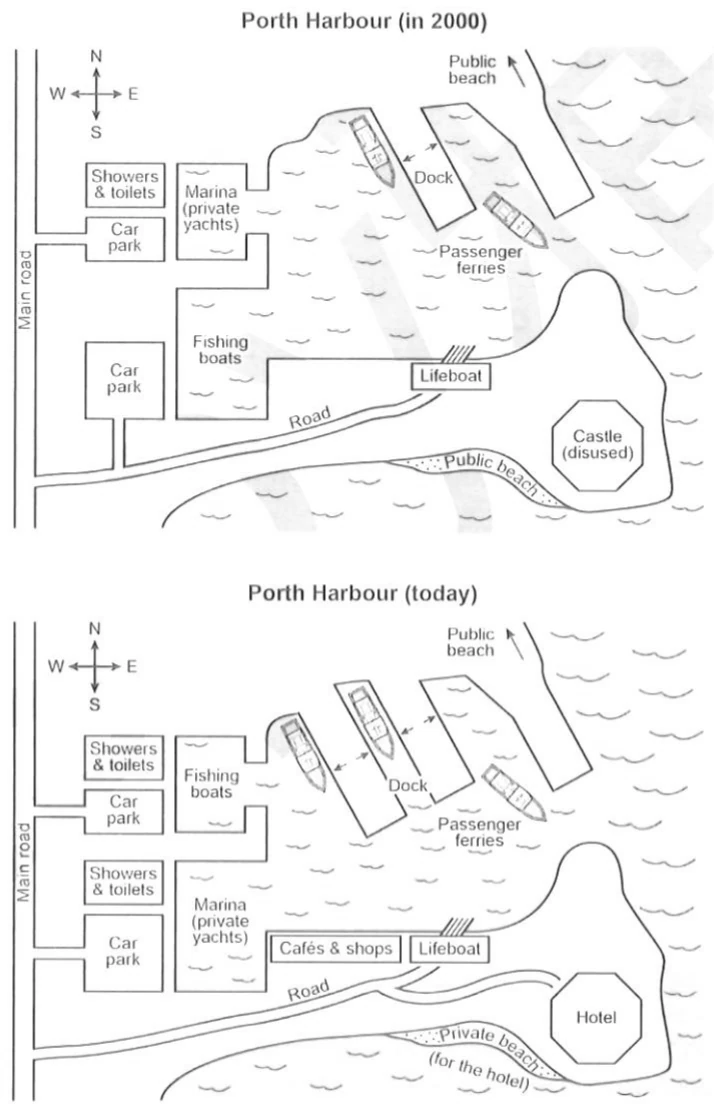 Porth Harbour (in 2000)
N
W E
S
Public
beach
Showers
& toilets
Marina
(private
yachts)
Dock
Car
park
Passenger
ferries
Main road
Fishing
boats
Car
park
Lifeboat
Road
Castle
(disused)
Public beach
Porth Harbour (today)
N
W E
S
Public
beach
Showers
& toilets
Fishing
boats
Dock
Car
park
Passenger
ferries
Main road
Showers
& toilets
Marina
(private
yachts)
Car
park
Cafés & shops
Lifeboat
Road
Hotel
Private beach
(for the hotel)